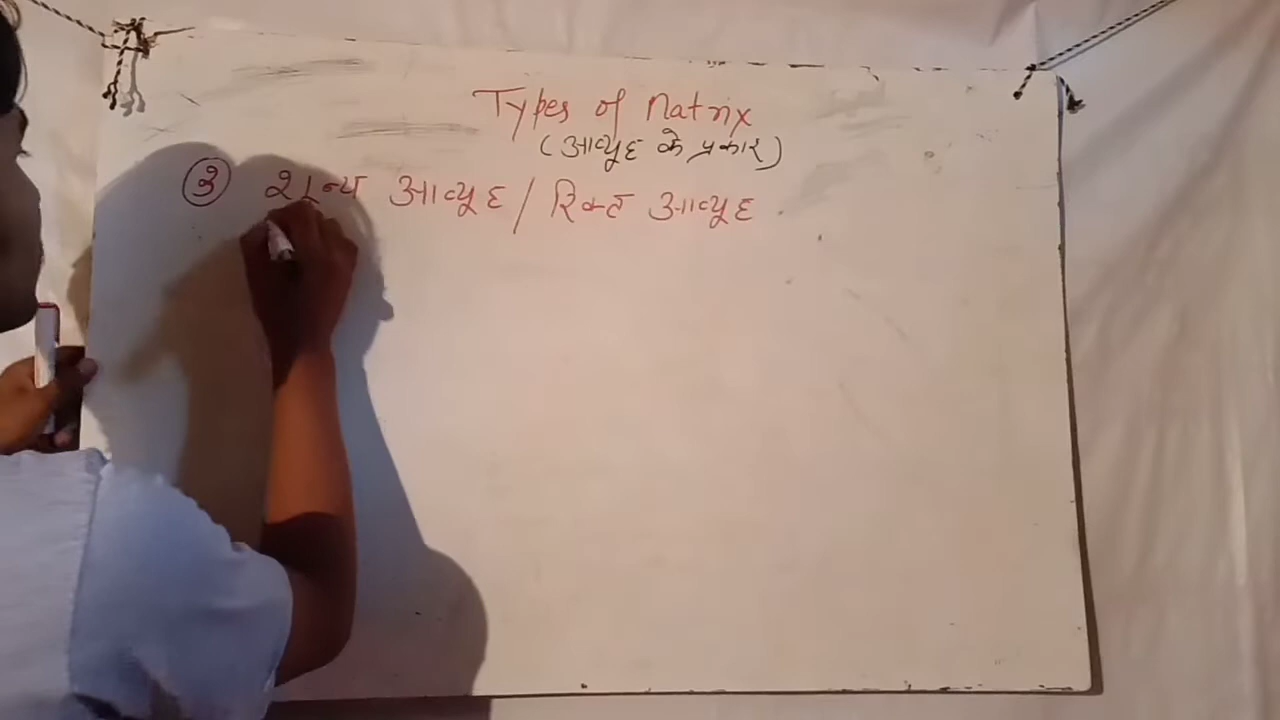 Types of Matrix
(आव्यूह के प्रकार)
③ शून्य आव्यूह / रिक्त आव्यूह